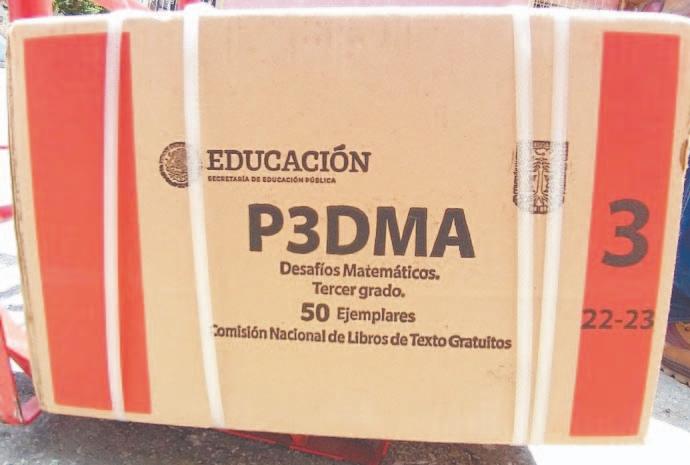 EDUCACIÓN
SECRETARÍA DE EDUCACIÓN PÚBLICA
P3DMA
Desafíos Matemáticos.
Tercer grado.
50 Ejemplares
Comisión Nacional de Libros de Texto Gratuitos
3
22-23